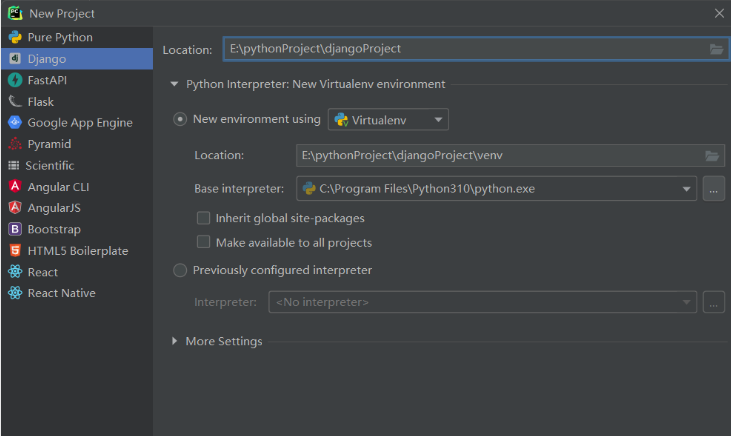 New Project
Pure Python
Django
FastAPI
Flask
Google App Engine
Pyramid
Scientific
Angular CLI
AngularJS
Bootstrap
HTML5 Boilerplate
React
React Native
Location: E:\pythonProject\djangoProject
Python Interpreter: New Virtualenv environment
New environment using Virtualenv
Location: E:\pythonProject\djangoProject\venv
Base interpreter: C:\Program Files\Python310\python.exe ...
Inherit global site-packages
Make available to all projects
Previously configured interpreter
Interpreter: <No interpreter> ...
More Settings